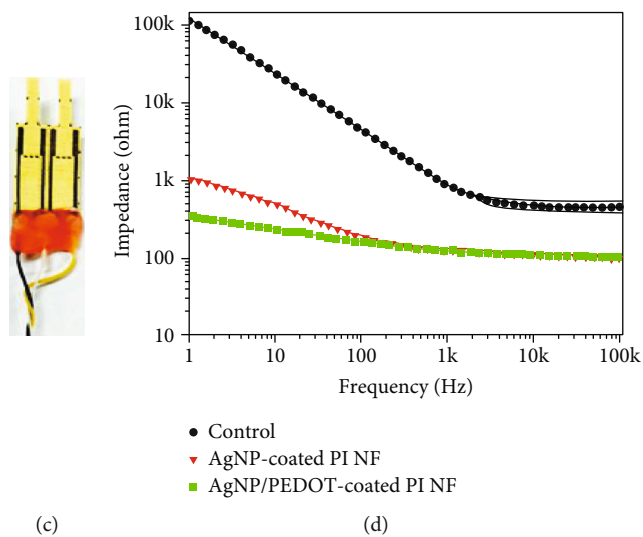 100k
10k
1k
100
10
Impedance (ohm)
1 10 100 1k 10k 100k
Frequency (Hz)
Control
AgNP-coated PI NF
AgNP/PEDOT-coated PI NF
(c) (d)